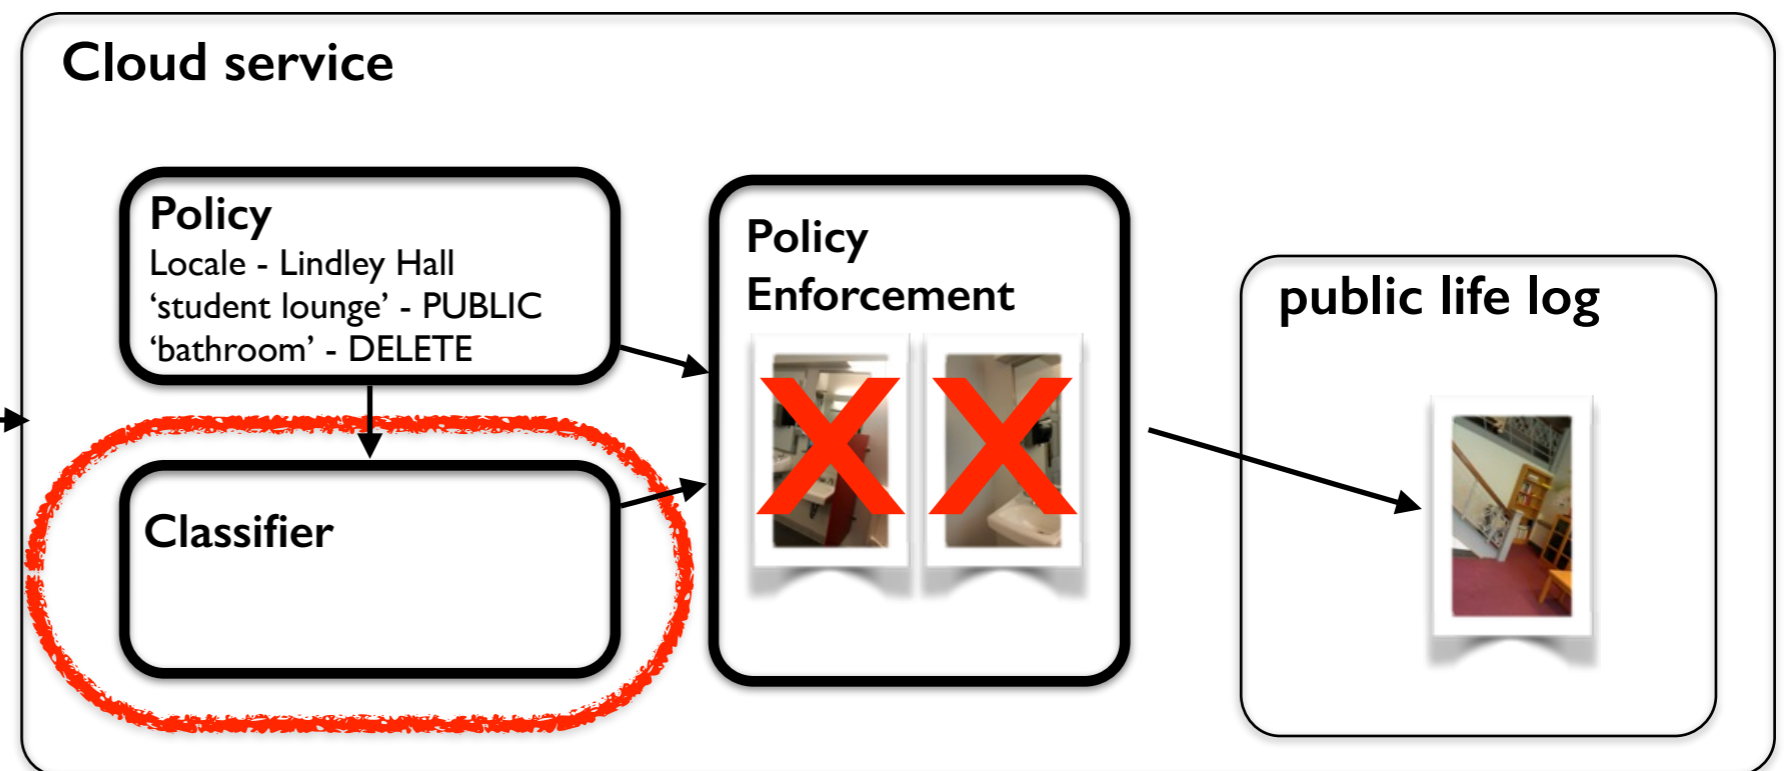 Cloud service
Policy
Locale - Lindley Hall
‘student lounge’ - PUBLIC
‘bathroom’ - DELETE
Classifier
Policy
Enforcement
X X
public life log